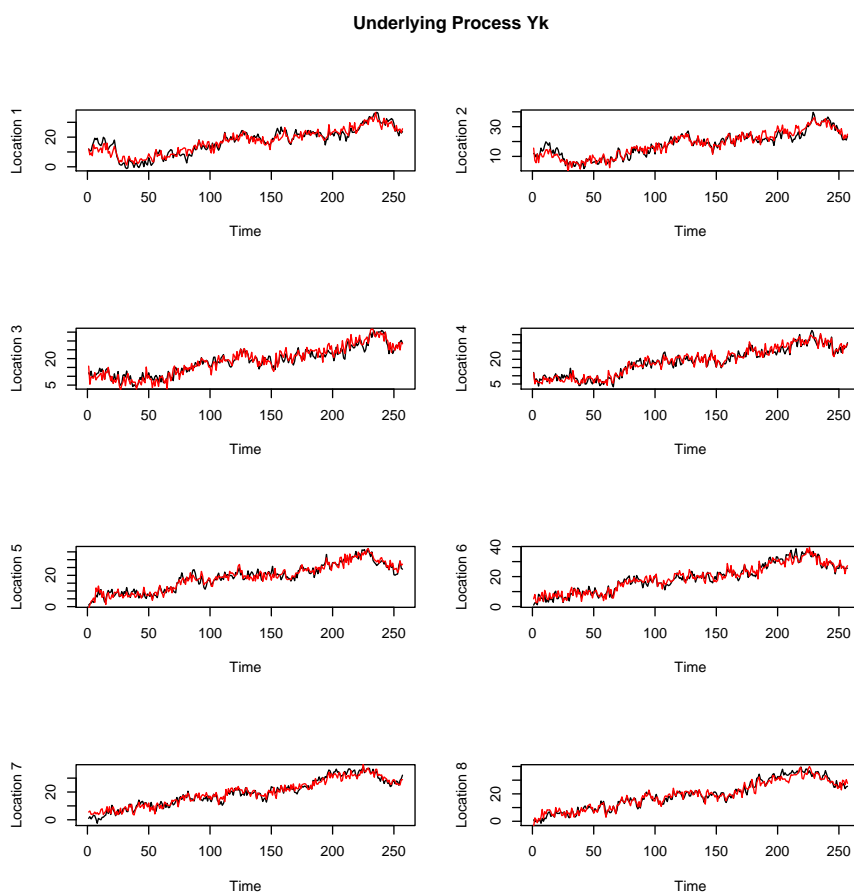 Underlying Process Yk
Location 1
0 20
0 50 100 150 200 250
Time
Location 2
10 30
0 50 100 150 200 250
Time
Location 3
5 20
0 50 100 150 200 250
Time
Location 4
5 20
0 50 100 150 200 250
Time
Location 5
0 20
0 50 100 150 200 250
Time
Location 6
0 20 40
0 50 100 150 200 250
Time
Location 7
0 20
0 50 100 150 200 250
Time
Location 8
0 20
0 50 100 150 200 250
Time